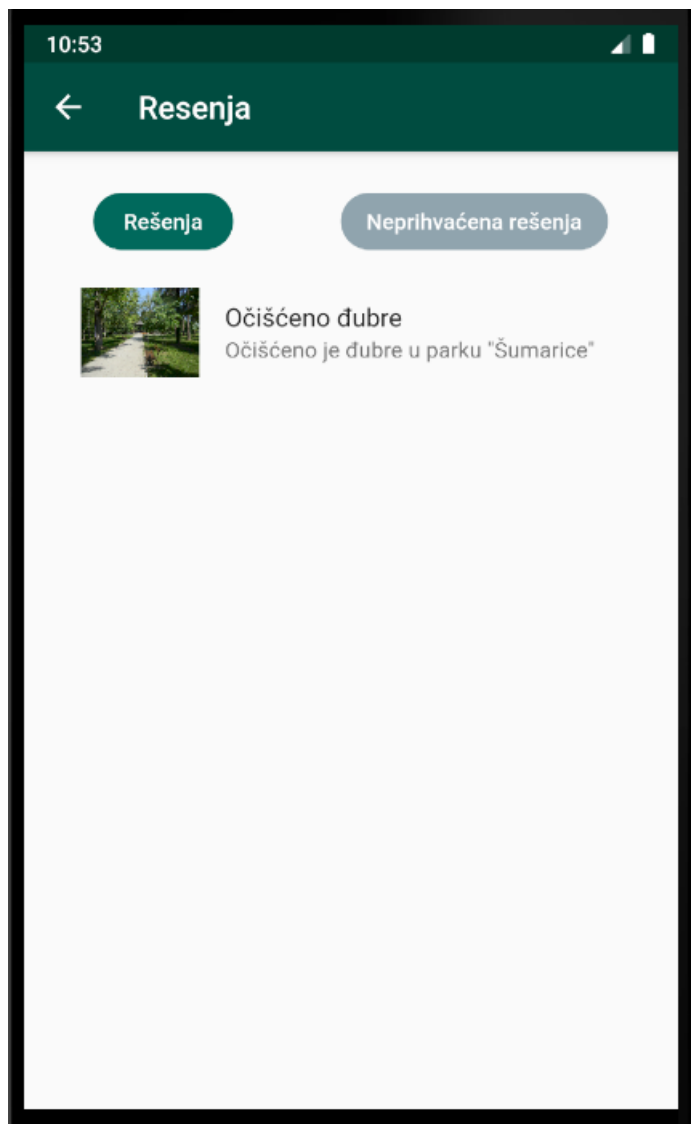 10:53
Resenja
Rešenja
Neprihvaćena rešenja
Očišćeno đubre
Očišćeno je đubre u parku "Šumarice"